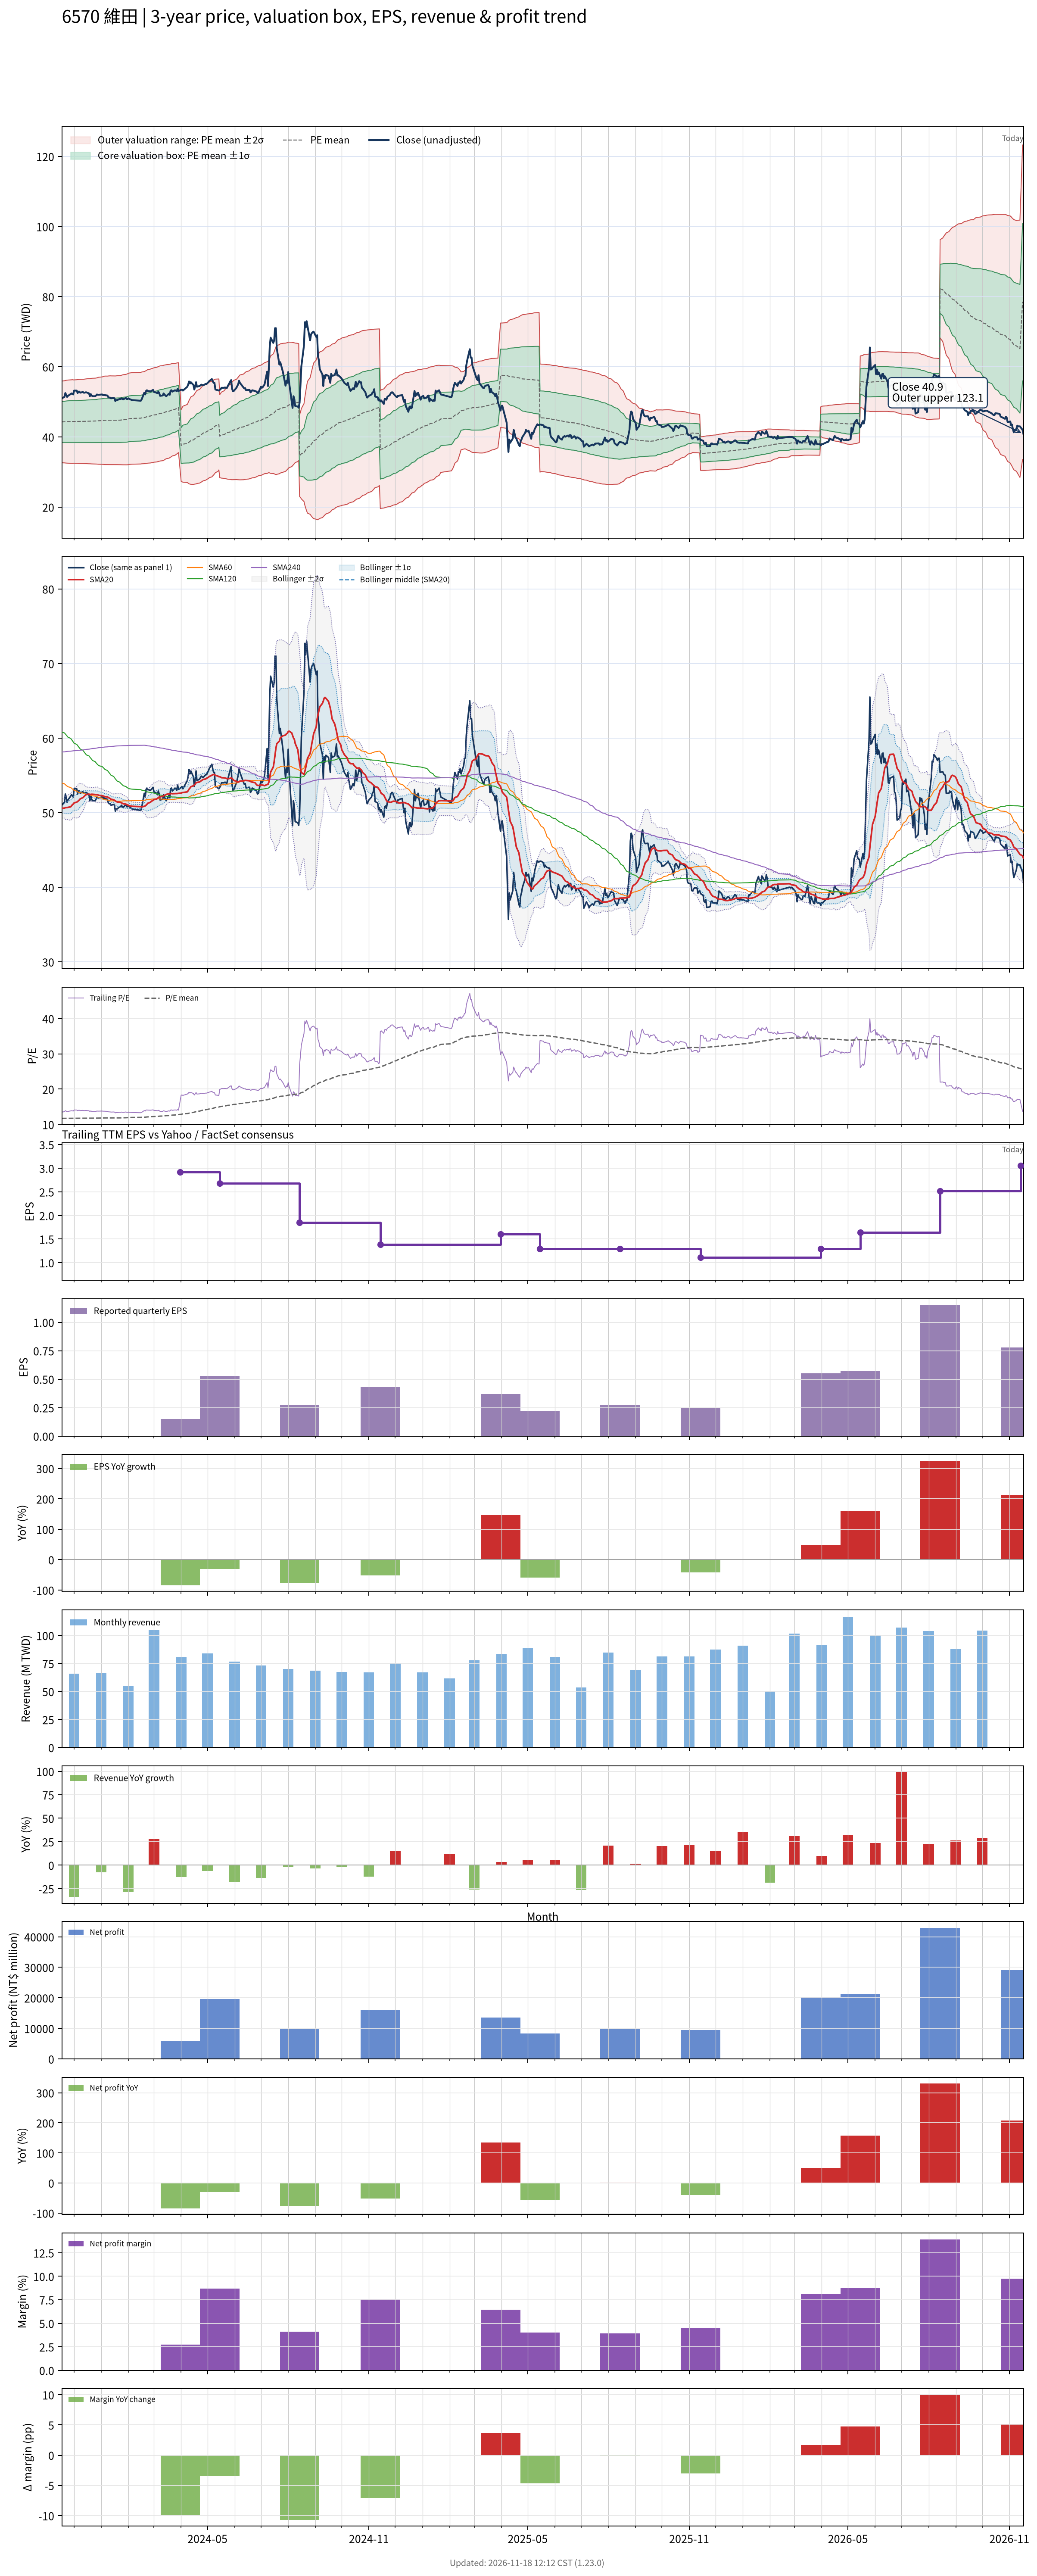 6570 維田 | 3-year price, valuation box, EPS, revenue & profit trend
Outer valuation range: PE mean ±2σ
PE mean
Close (unadjusted)
Core valuation box: PE mean ±1σ
Today
Price (TWD)
120
100
80
60
40
20
Close 40.9
Outer upper 123.1
Close (same as panel 1)
SMA20
SMA60
SMA120
SMA240
Bollinger ±2σ
Bollinger ±1σ
Bollinger middle (SMA20)
Price
80
70
60
50
40
30
Trailing P/E
P/E mean
P/E
40
30
20
10
Trailing TTM EPS vs Yahoo / FactSet consensus
Today
EPS
3.5
3.0
2.5
2.0
1.5
1.0
Reported quarterly EPS
EPS
1.00
0.75
0.50
0.25
0.00
EPS YoY growth
YoY (%)
300
200
100
0
-100
Monthly revenue
Revenue (M TWD)
100
75
50
25
0
Revenue YoY growth
YoY (%)
100
75
50
25
0
-25
Month
Net profit
Net profit (NT$ million)
40000
30000
20000
10000
0
Net profit YoY
YoY (%)
300
200
100
0
-100
Net profit margin
Margin (%)
12.5
10.0
7.5
5.0
2.5
0.0
Margin YoY change
Δ margin (pp)
10
5
0
-5
-10
2024-05
2024-11
2025-05
2025-11
2026-05
2026-11
Updated: 2026-11-18 12:12 CST (1.23.0)